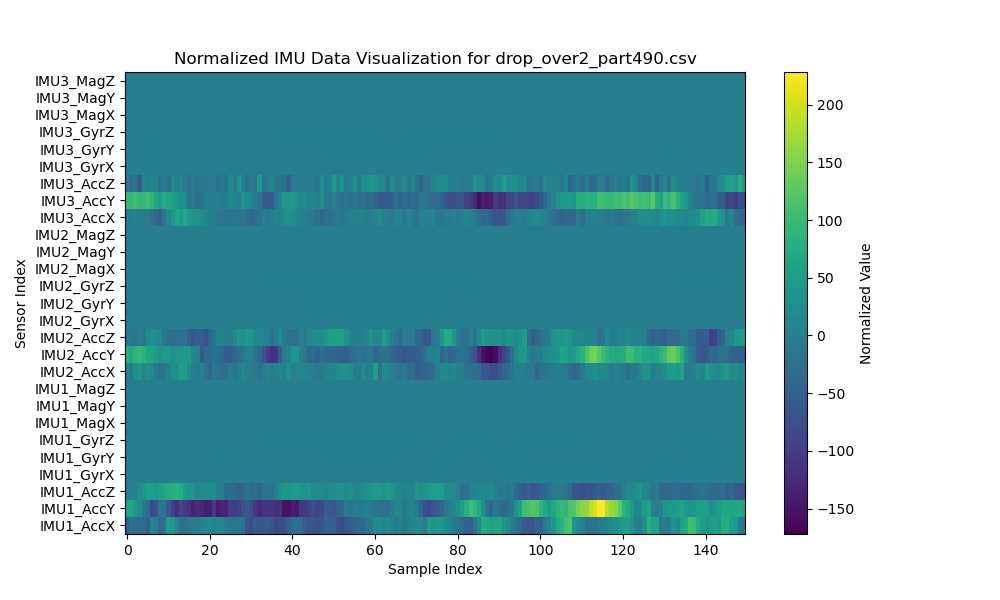 Normalized IMU Data Visualization for drop_over2_part490.csv
IMU3_MagZ
IMU3_MagY
IMU3_MagX
IMU3_GyrZ
IMU3_GyrY
IMU3_GyrX
IMU3_AccZ
IMU3_AccY
IMU3_AccX
IMU2_MagZ
IMU2_MagY
IMU2_MagX
IMU2_GyrZ
IMU2_GyrY
IMU2_GyrX
IMU2_AccZ
IMU2_AccY
IMU2_AccX
IMU1_MagZ
IMU1_MagY
IMU1_MagX
IMU1_GyrZ
IMU1_GyrY
IMU1_GyrX
IMU1_AccZ
IMU1_AccY
IMU1_AccX
Sensor Index
0 20 40 60 80 100 120 140
Sample Index
200
150
100
50
0
−50
−100
−150
Normalized Value